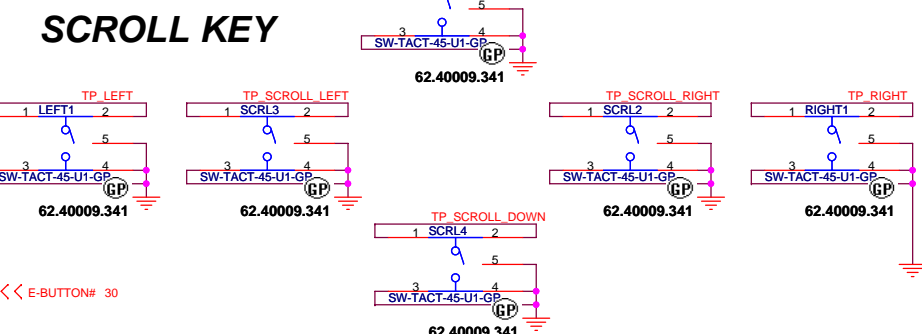 SCROLL KEY
5
3 4
SW-TACT-45-U1-GP
GP
62.40009.341
TP_LEFT
1 LEFT1 2
5
3 4
SW-TACT-45-U1-GP
GP
62.40009.341
TP_SCROLL_LEFT
1 SCRL3 2
5
3 4
SW-TACT-45-U1-GP
GP
62.40009.341
TP_SCROLL_RIGHT
1 SCRL2 2
5
3 4
SW-TACT-45-U1-GP
GP
62.40009.341
TP_RIGHT
1 RIGHT1 2
5
3 4
SW-TACT-45-U1-GP
GP
62.40009.341
TP_SCROLL_DOWN
1 SCRL4 2
5
3 4
SW-TACT-45-U1-GP
GP
62.40009.341
E-BUTTON# 30